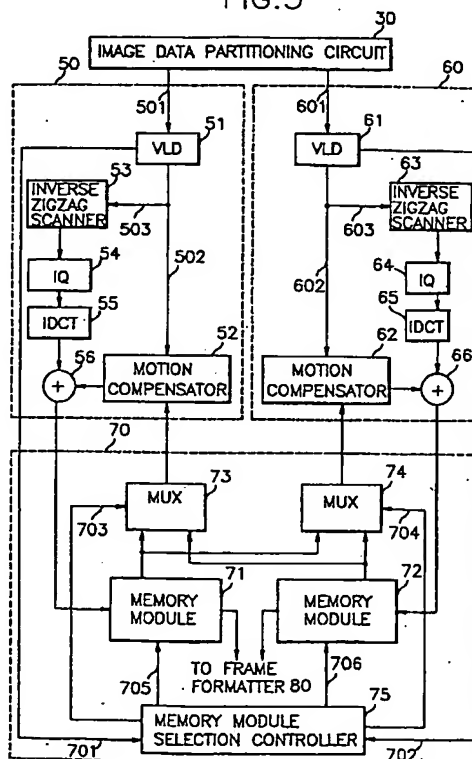 FIG.3
30
IMAGE DATA PARTITIONING CIRCUIT
50
60
501
601
51
61
VLD
VLD
53
63
INVERSE
ZIGZAG
SCANNER
INVERSE
ZIGZAG
SCANNER
503
603
54
64
502
602
IQ
IQ
55
65
IDCT
IDCT
52
62
56
66
+
+
MOTION
COMPENSATOR
MOTION
COMPENSATOR
70
73
74
MUX
MUX
703
704
71
72
MEMORY
MODULE
MEMORY
MODULE
TO FRAME
FORMATTER 80
705
706
75
MEMORY MODULE
SELECTION CONTROLLER
701
702